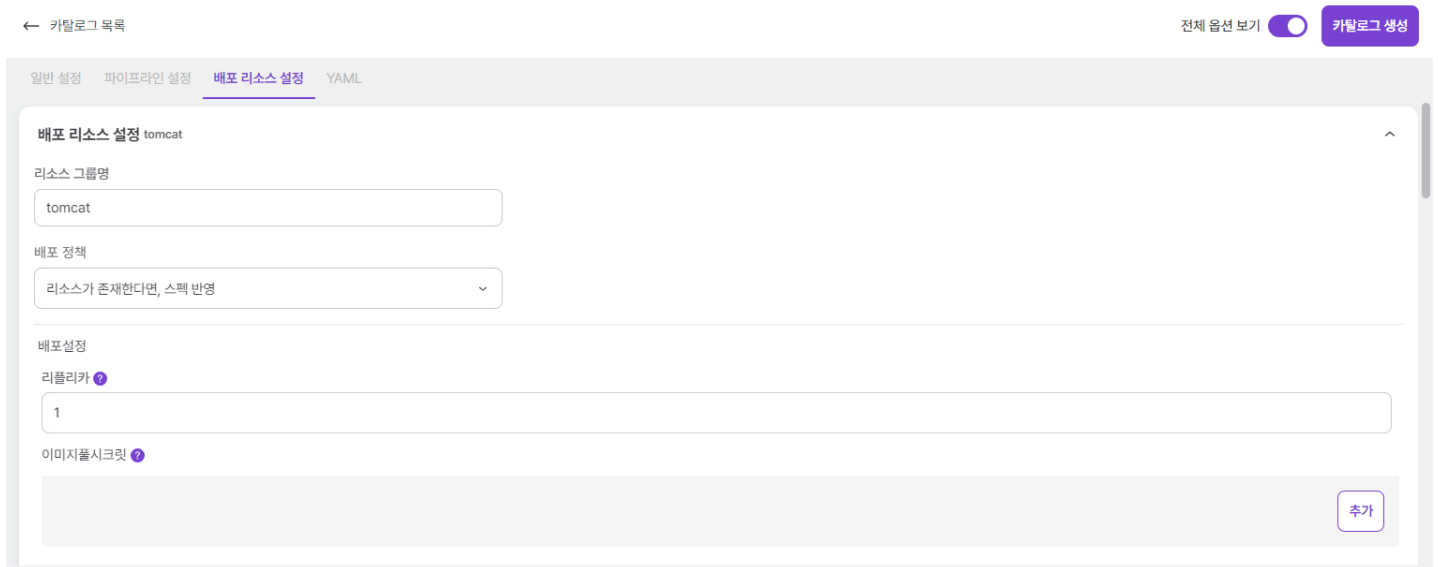 ← 카탈로그 목록 전체 옵션 보기 카탈로그 생성
일반 설정 파이프라인 설정 배포 리소스 설정 YAML
배포 리소스 설정 tomcat
리소스 그룹명
tomcat
배포 정책
리소스가 존재한다면, 스펙 반영
배포설정
리플리카 ?
1
이미지풀시크릿 ?
추가